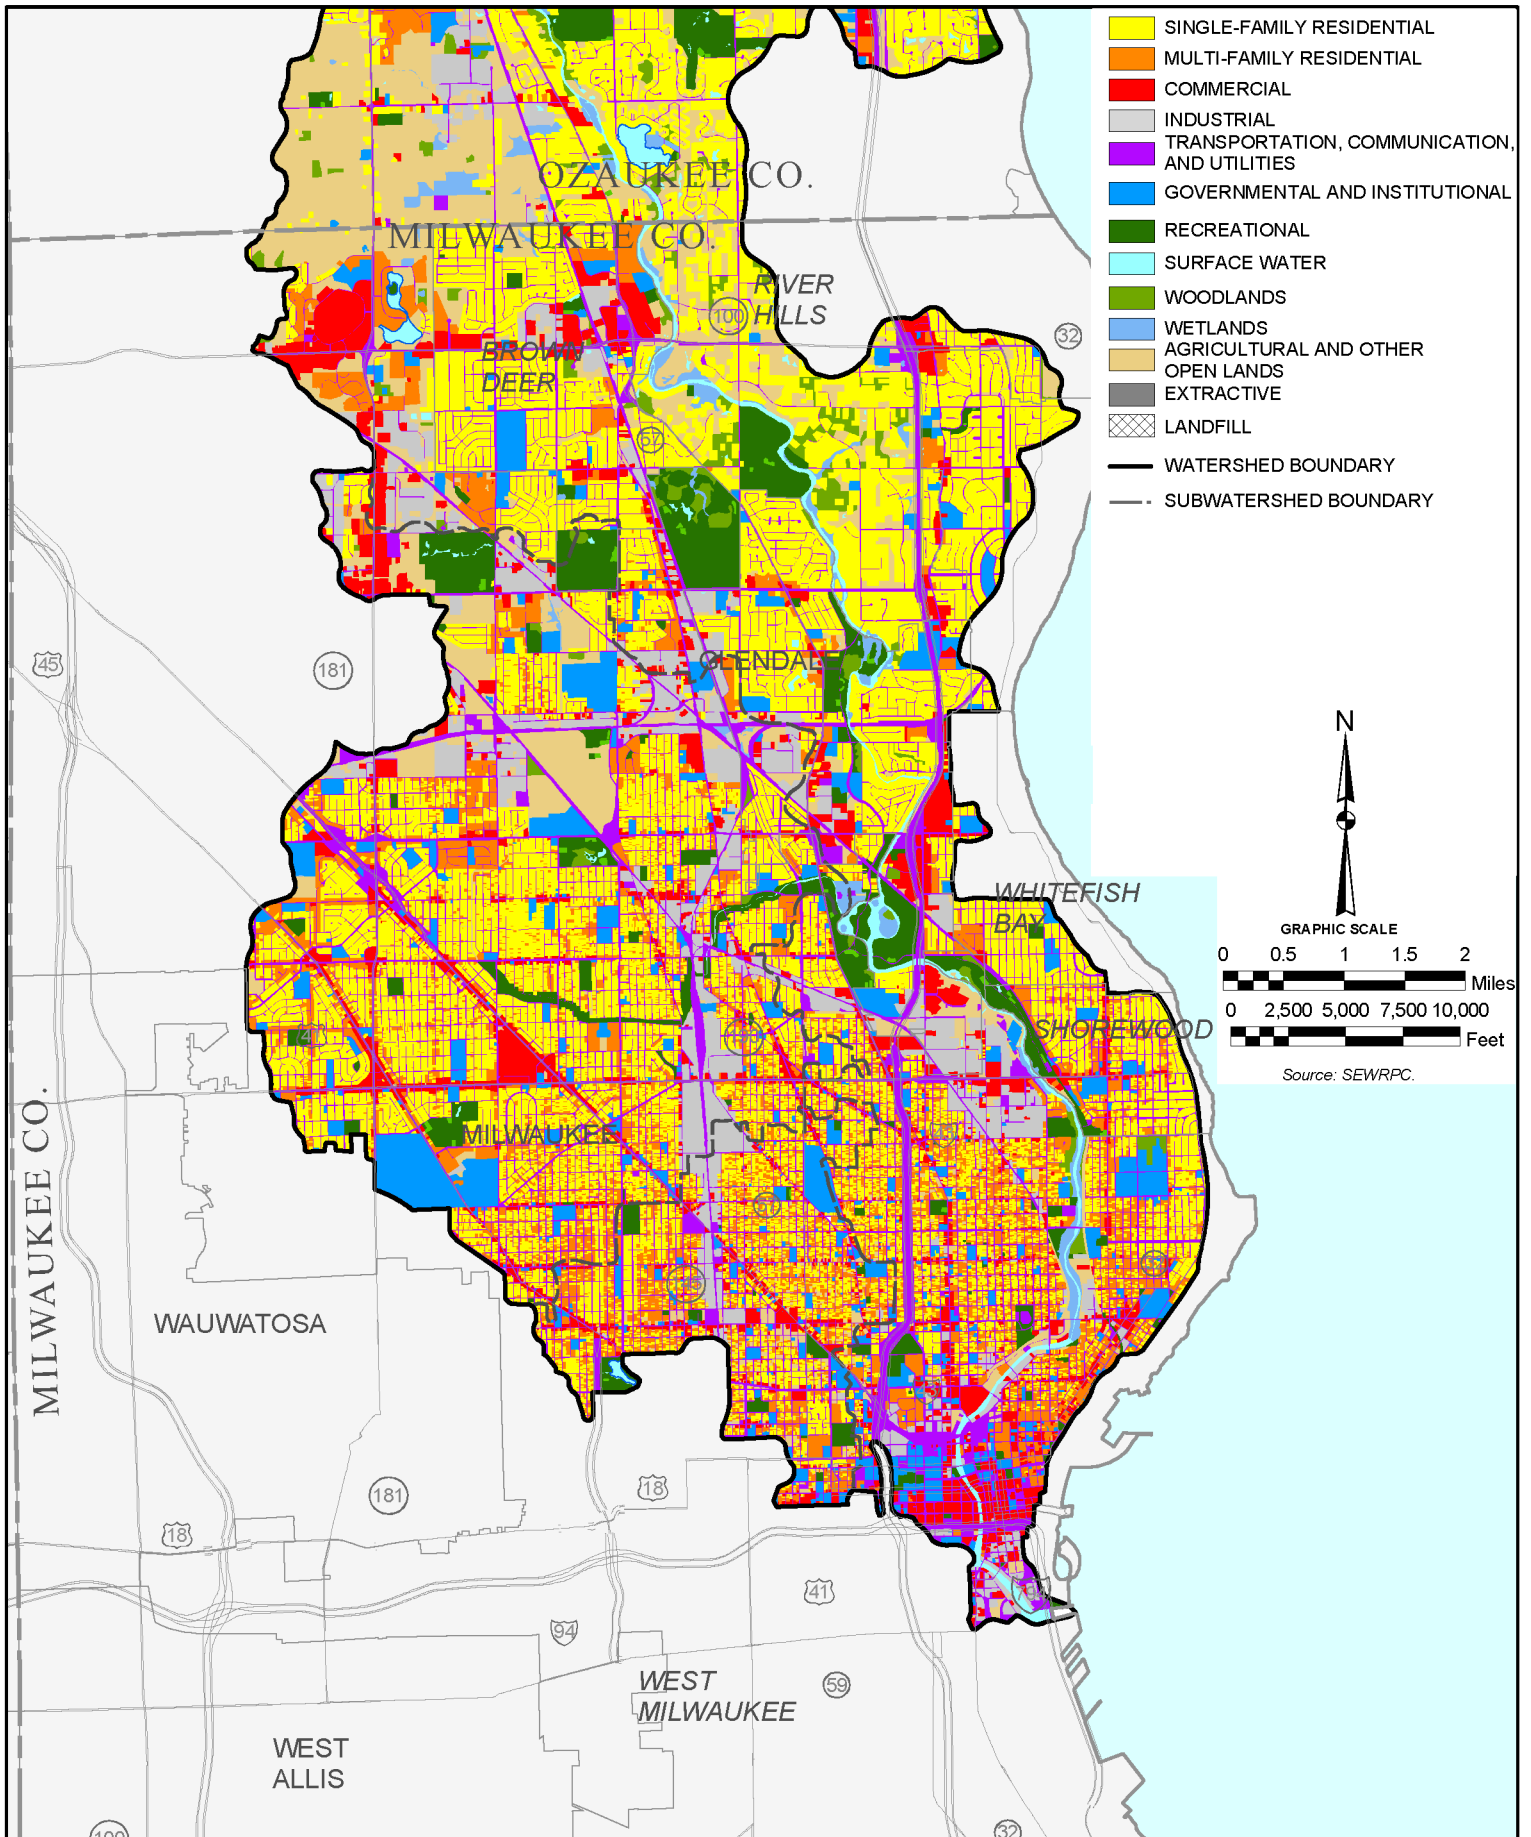 SINGLE-FAMILY RESIDENTIAL
MULTI-FAMILY RESIDENTIAL
COMMERCIAL
INDUSTRIAL
TRANSPORTATION, COMMUNICATION,
AND UTILITIES
GOVERNMENTAL AND INSTITUTIONAL
RECREATIONAL
SURFACE WATER
WOODLANDS
WETLANDS
AGRICULTURAL AND OTHER
OPEN LANDS
EXTRACTIVE
LANDFILL
WATERSHED BOUNDARY
SUBWATERSHED BOUNDARY
OZAUKEE CO.
MILWAUKEE CO.
RIVER
HILLS
100
32
BROWN
DEER
57
45
181
GLENDALE
N
WHITEFISH
BAY
GRAPHIC SCALE
0 0.5 1 1.5 2
Miles
0 2,500 5,000 7,500 10,000
Feet
Source: SEWRPC.
SHOREWOOD
MILWAUKEE
MILWAUKEE CO.
WAUWATOSA
181
18
18
41
94
59
WEST
MILWAUKEE
WEST
ALLIS
100
32